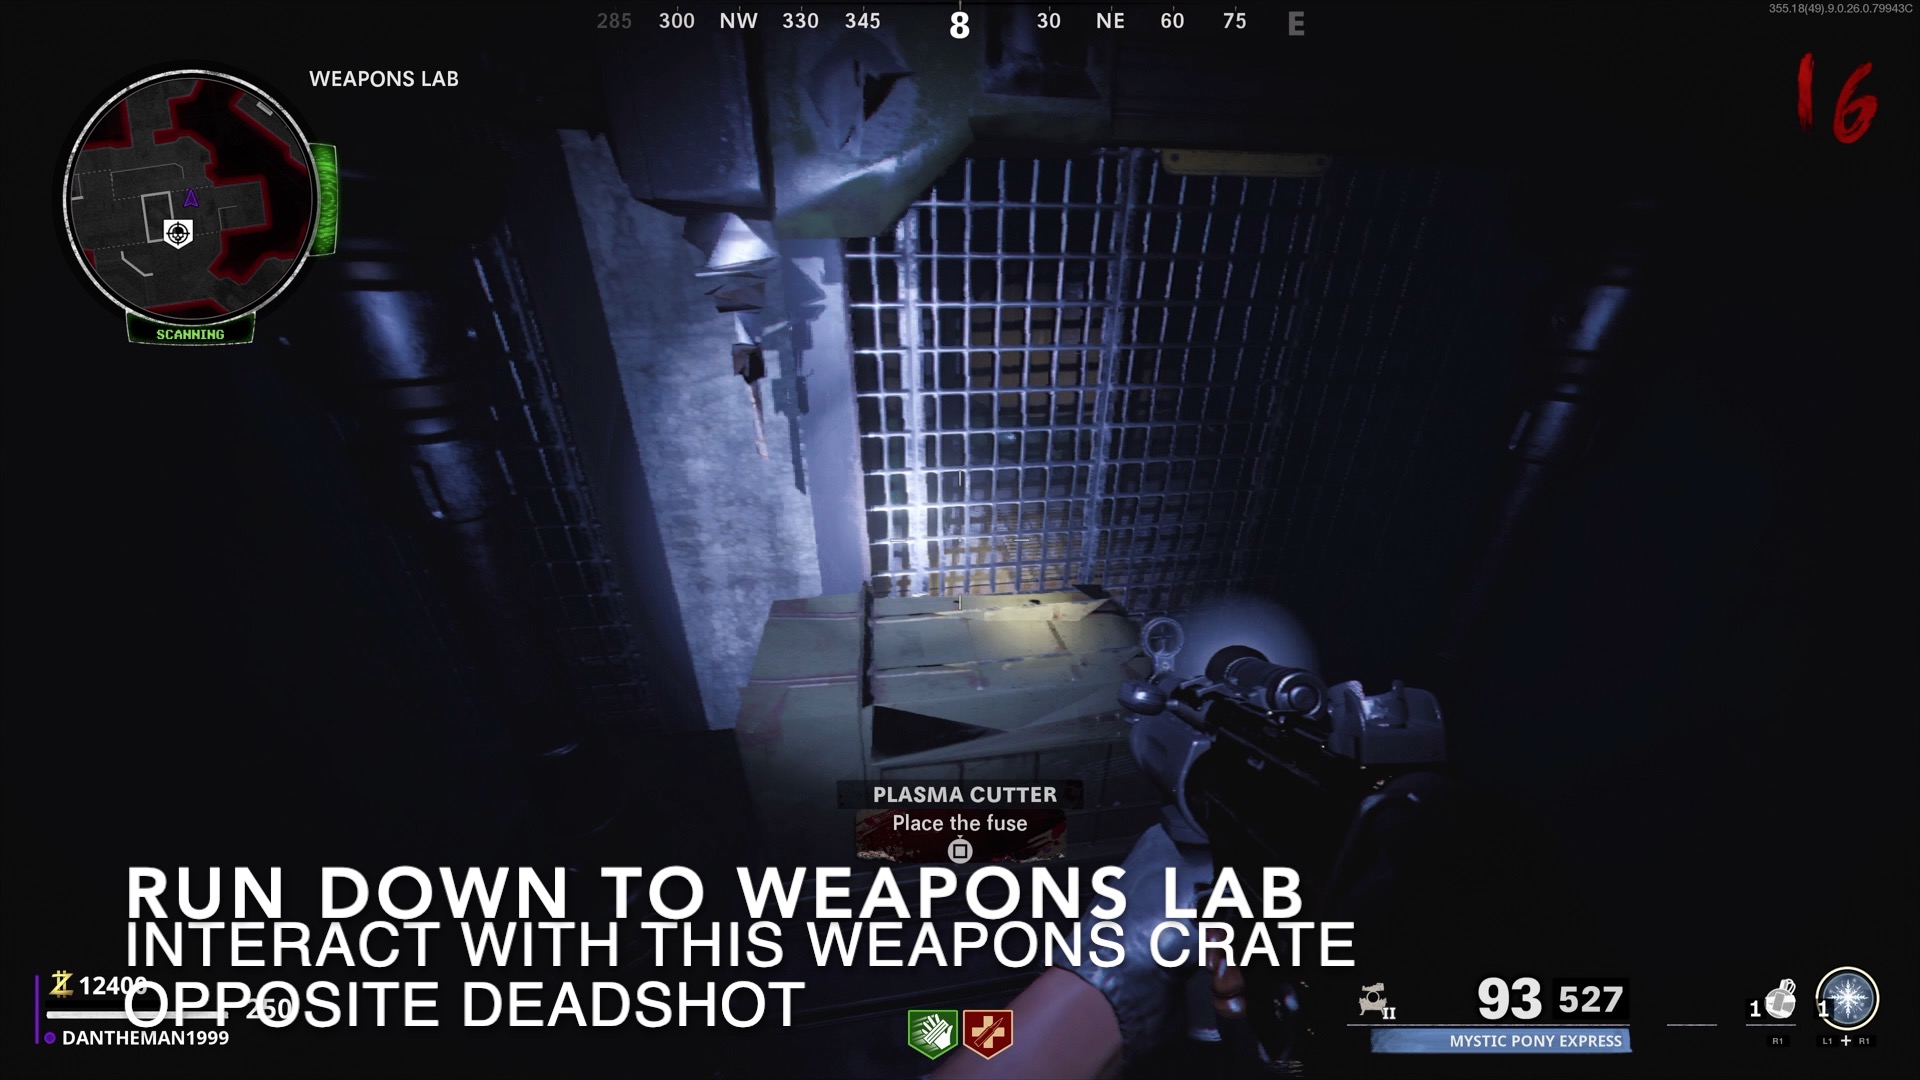 285 300 NW 330 345 8 30 NE 60 75 E
355.18(49).9.0.26.0.79943C
WEAPONS LAB
16
SCANNING
PLASMA CUTTER
Place the fuse
RUN DOWN TO WEAPONS LAB
INTERACT WITH THIS WEAPONS CRATE
OPPOSITE DEADSHOT
12400
250
DANTHEMAN1999
II
93 527
MYSTIC PONY EXPRESS
1 1
R1 L1 + R1